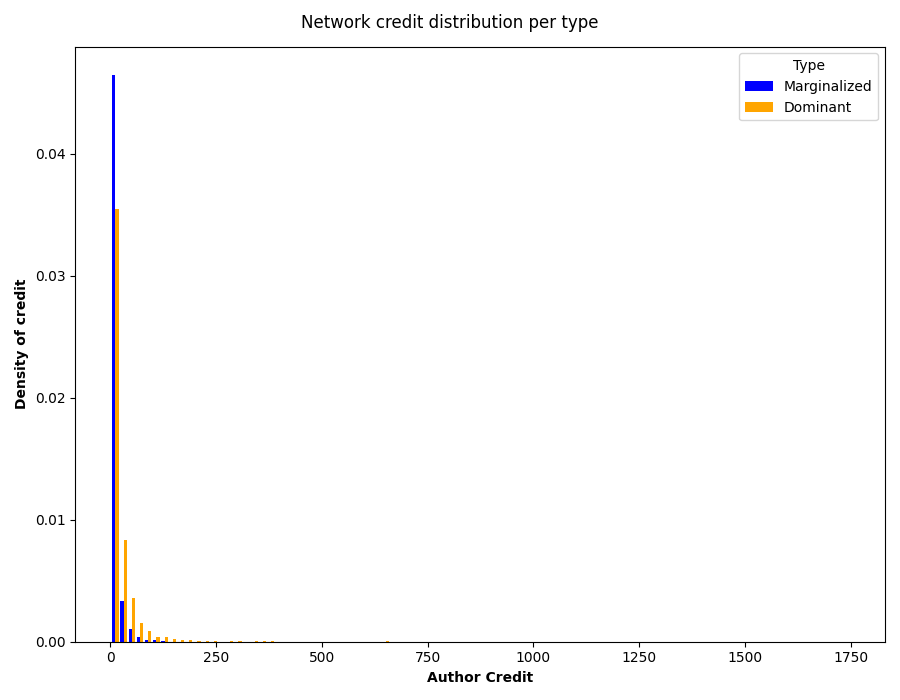 Network credit distribution per type
Type
Marginalized
Dominant
Density of credit
0.04
0.03
0.02
0.01
0.00
0 250 500 750 1000 1250 1500 1750
Author Credit